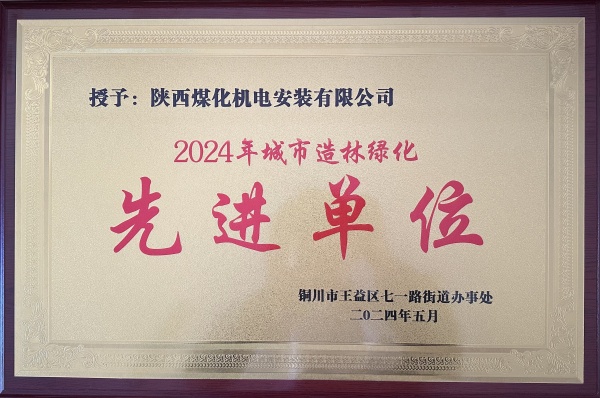 授予：陕西煤化机电安装有限公司
2024年城市造林绿化
先进单位
铜川市王益区七一路街道办事处
二0二四年五月